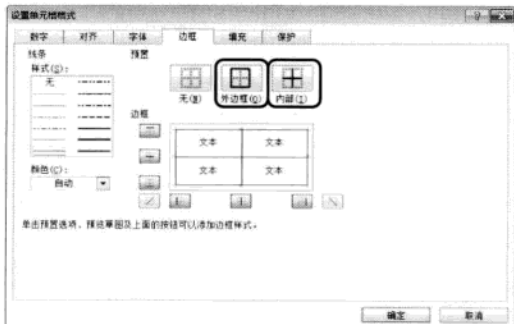 设置单元格格式
数字 对齐 字体 边框 填充 保护
线条 预置
样式(S):
无
无(N) 外边框(O) 内部(I)
边框
文本 文本
文本 文本
颜色(C):
自动
单击预置选项、预览草图及上面的按钮可以添加边框样式。
确定 取消